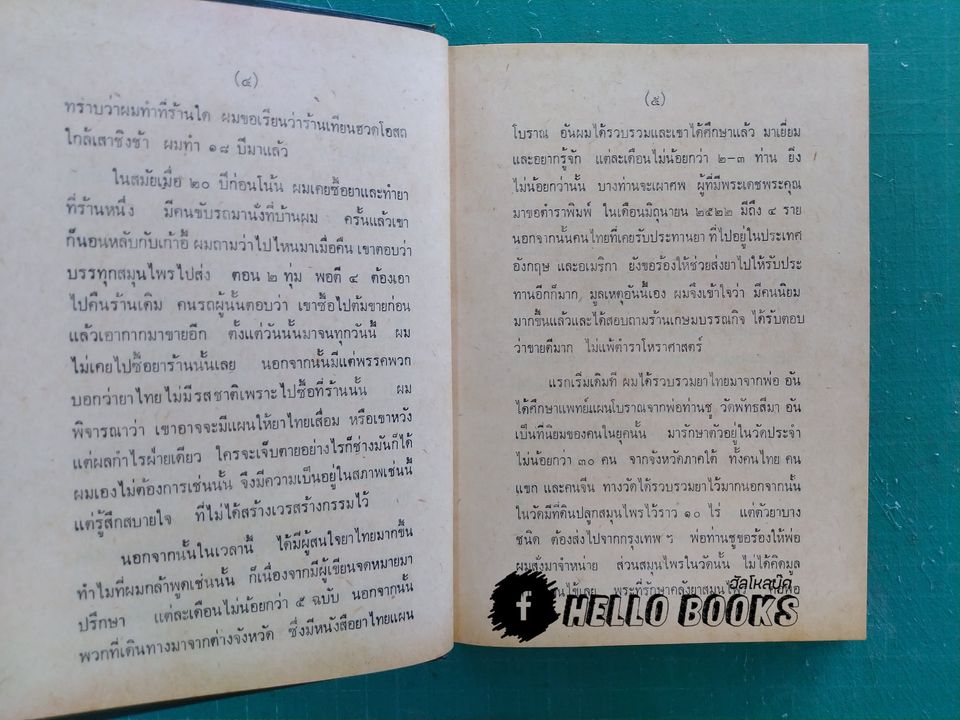 (๔)
ทราบว่าผมทำที่ร้านใด ผมขอเรียนว่าร้านเทียนฮวดโอสถ
ใกล้เสาชิงช้า ผมทำ ๑๘ ปีมาแล้ว
ในสมัยเมื่อ ๒๐ ปีก่อนโน้น ผมเคยซื้อยาและทำยา
ที่ร้านหนึ่ง มีคนขับรถมานั่งที่บ้านผม ครั้นแล้วเขา
ก็นอนหลับกับเก้าอี้ ผมถามว่าไปไหนมาเมื่อคืน เขาตอบว่า
บรรทุกสมุนไพรไปส่ง ตอน ๒ ทุ่ม พอตี ๔ ต้องเอา
ไปคืนร้านเดิม คนรถผู้นั้นตอบว่า เขาซื้อไปต้มขายก่อน
แล้วเอากากมาขายอีก ตั้งแต่วันนั้นมาจนทุกวันนี้ ผม
ไม่เคยไปซื้อยาร้านนั้นเลย นอกจากนั้นมีแต่พรรคพวก
บอกว่ายาไทยไม่มีรสชาติเพราะไปซื้อที่ร้านนั้น ผม
พิจารณาว่า เขาอาจจะมีแผนให้ยาไทยเสื่อม หรือเขาหวัง
แต่ผลกำไรฝ่ายเดียว ใครจะเจ็บตายอย่างไรก็ช่างมันก็ได้
ผมเองไม่ต้องการเช่นนั้น จึงมีความเป็นอยู่ในสภาพเช่นนี้
แต่รู้สึกสบายใจ ที่ไม่ได้สร้างเวรสร้างกรรมไว้
นอกจากนั้นในเวลานี้ ได้มีผู้สนใจยาไทยมากขึ้น
ทำไมที่ผมกล้าพูดเช่นนั้น ก็เนื่องจากมีผู้เขียนจดหมายมา
ปรึกษา แต่ละเดือนไม่น้อยกว่า ๕ ฉบับ นอกจากนั้น
พวกที่เดินทางมาจากต่างจังหวัด ซึ่งมีหนังสือยาไทยแผน
(๕)
โบราณ อันผมได้รวบรวมและเขาได้ศึกษาแล้ว มาเยี่ยม
และอยากรู้จัก แต่ละเดือนไม่น้อยกว่า ๒-๓ ท่าน ยิง
ไม่น้อยกว่านั้น บางท่านจะเผาศพ ผู้ที่มีพระเดชพระคุณ
มาขอตำราพิมพ์ ในเดือนมิถุนายน ๒๕๒๒ มีถึง ๔ ราย
นอกจากนั้นคนไทยที่เคยรับประทานยา ที่ไปอยู่ในประเทศ
อังกฤษ และอเมริกา ยังขอร้องให้ช่วยส่งยาไปให้รับประ
ทานอีกก็มาก, มูลเหตุอันนี้เอง ผมจึงเข้าใจว่า มีคนนิยม
มากขึ้นแล้วและได้สอบถามร้านเกษมบรรณกิจ ได้รับตอบ
ว่าขายดีมาก ไม่แพ้ตำราโหราศาสตร์
แรกเริ่มเดิมที ผมได้รวบรวมยาไทยมาจากพ่อ อัน
ได้ศึกษาแพทย์แผนโบราณจากพ่อท่านชู วัดพัทธสีมา อัน
เป็นที่นิยมของคนในยุคนั้น มารักษาตัวอยู่ในวัดประจำ
ไม่น้อยกว่า ๓๐ คน จากจังหวัดภาคใต้ ทั้งคนไทย คน
แขก และคนจีน ทางวัดได้รวบรวมยาไว้มากนอกจากนั้น
ในวัดมีที่ดินปลูกสมุนไพรไว้ราว ๑๐ ไร่ แต่ตัวยาบาง
ชนิด ต้องส่งไปจากกรุงเทพ ฯ พ่อท่านชูขอร้องให้พ่อ
ผมสั่งมาจำหน่าย ส่วนสมุนไพรในวัดนั้น ไม่ได้คิดมูล
พระที่รักษาคลังยาสมุนไพร
f ฮัลโหลบุ๊ค
HELLO BOOKS